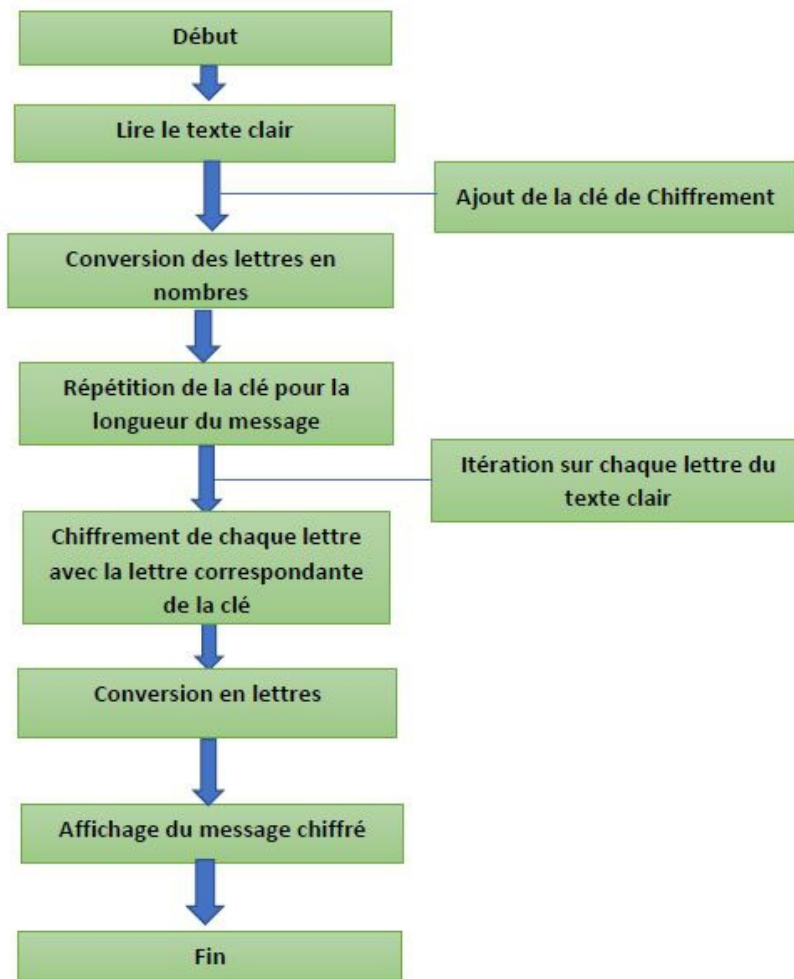 Début
Lire le texte clair
Ajout de la clé de Chiffrement
Conversion des lettres en
nombres
Répétition de la clé pour la
longueur du message
Itération sur chaque lettre du
texte clair
Chiffrement de chaque lettre
avec la lettre correspondante
de la clé
Conversion en lettres
Affichage du message chiffré
Fin